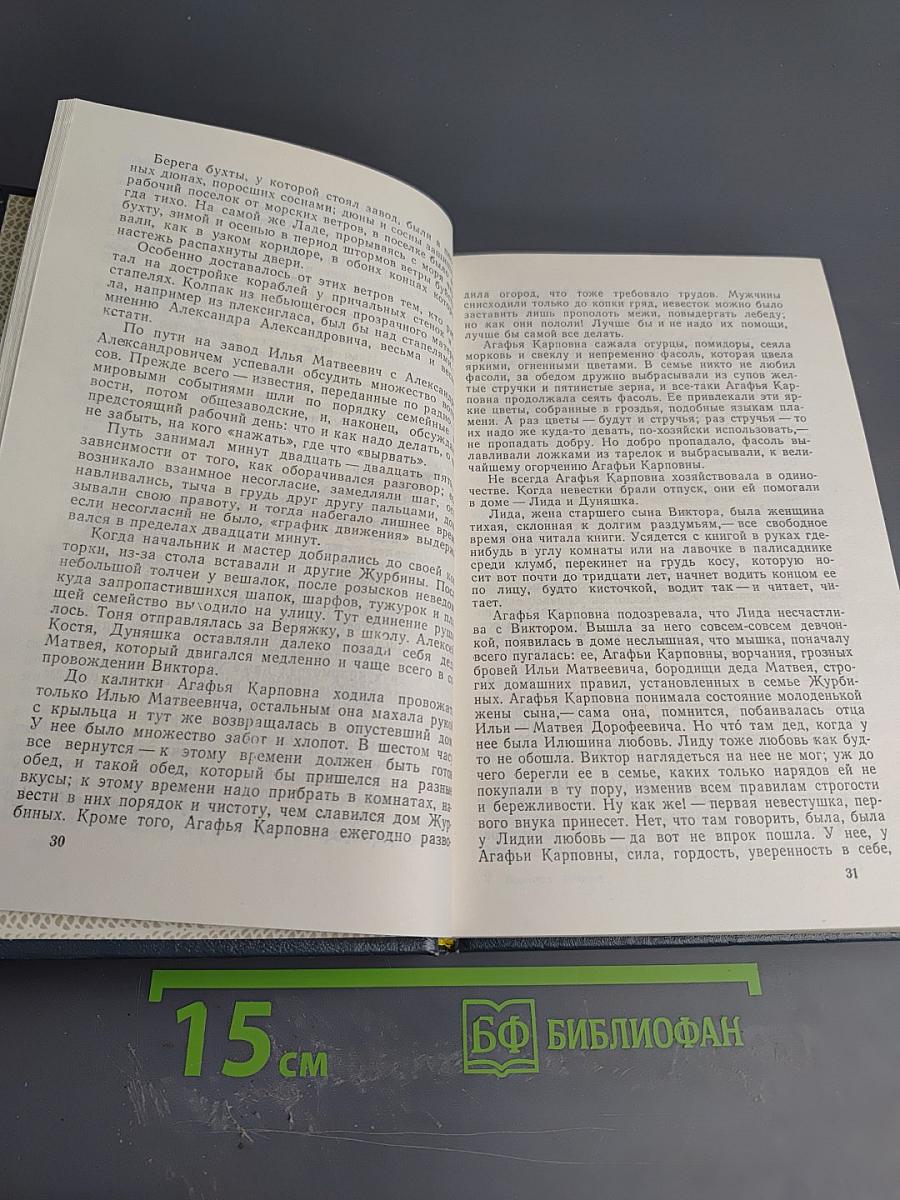 Берега бухты, у которой стоял завод, были в
ных дюнах, поросших соснами; дюны и сосны
рабочий поселок от морских ветров, в поселке было
гда тихо. На самой же Ладе, прорываясь с моря
бухту, зимой и осенью в период штормов ветры
вали, как в узком коридоре, в обоих концах
настежь распахнуты двери.
Особенно доставалось от этих ветров тем, кто
тал на достройке кораблей у причальных стенок
стапелях. Колпак из небьющегося прозрачного
ла, например из плексигласа, был бы над стапелями,
мнению Александра Александровича, весьма и
кстати.
По пути на завод Илья Матвеевич с
Александровичем успевали обсудить множество
сов. Прежде всего — известия, переданные по радио
мировыми событиями шли по порядку семейные
вости, потом общезаводские, и, наконец,
предстоящий рабочий день: что и как надо делать,
не забыть, на кого «нажать», где что «вырвать».
Путь занимал минут двадцать — двадцать
зависимости от того, как оборачивался разговор;
возникало взаимное несогласие, замедляли шаг,
навливались, тыча в грудь друг другу пальцами,
зывали свою правоту, и тогда набегало лишнее
если несогласий не было, «график движения»
вался в пределах двадцати минут.
Когда начальник и мастер добирались до своей
торки, из-за стола вставали и другие Журбины.
небольшой толчеи у вешалок, после розысков
куда запропастившихся шапок, шарфов, тужурок и
щей семейство выходило на улицу. Тут единение
лось. Тоня отправлялась за Веряжку, в школу.
Костя, Дуняшка оставляли далеко позади себя
Матвея, который двигался медленно и чаще всего в
провождении Виктора.
До калитки Агафья Карповна ходила
только Илью Матвеевича, остальным она махала
с крыльца и тут же возвращалась в опустевший
У нее было множество забот и хлопот. В шестом
все вернутся — к этому времени должен быть
обед, и такой обед, который бы пришелся на
вкусы; к этому времени надо прибрать в комнатах,
вести в них порядок и чистоту, чем славился дом Жур-
биных. Кроме того, Агафья Карповна ежегодно разво-
30
дила огород, что тоже требовало трудов. Мужчины
снисходили только до копки гряд, невесток можно было
заставить лишь прополоть межи, повыдергать лебеду;
но как они пололи! Лучше бы и не надо их помощи,
лучше бы самой все делать.
Агафья Карповна сажала огурцы, помидоры, сеяла
морковь и свеклу и непременно фасоль, которая цвела
яркими, огненными цветами. В семье никто не любил
фасоли, за обедом дружно выбрасывали из супов жел-
тые стручки и пятнистые зерна, и все-таки Агафья Кар-
повна продолжала сеять фасоль. Ее привлекали эти яр-
кие цветы, собранные в гроздья, подобные языкам пла-
мени. А раз цветы — будут и стручья; раз стручья — то
их надо же куда-то девать, по-хозяйски использовать,—
не пропадать добру. Но добро пропадало, фасоль вы-
лавливали ложками из тарелок и выбрасывали, к вели-
чайшему огорчению Агафьи Карповны.
Не всегда Агафья Карповна хозяйствовала в одино-
честве. Когда невестки брали отпуск, они ей помогали
в доме — Лида и Дуняшка.
Лида, жена старшего сына Виктора, была женщина
тихая, склонная к долгим раздумьям,— все свободное
время она читала книги. Усядется с книгой в руках где-
нибудь в углу комнаты или на лавочке в палисаднике
среди клумб, перекинет на грудь косу, которую но-
сит вот почти до тридцати лет, начнет водить концом ее
по лицу, будто кисточкой, водит так — и читает, чи-
тает.
Агафья Карповна подозревала, что Лида несчастли-
ва с Виктором. Вышла за него совсем-совсем девчон-
кой, появилась в доме неслышная, что мышка, поначалу
всего пугалась: ее, Агафьи Карповны, ворчания, грозных
бровей Ильи Матвеевича, бородищи деда Матвея, стро-
гих домашних правил, установленных в семье Журби-
ных. Агафья Карповна понимала состояние молоденькой
жены сына,— сама она, помнится, побаивалась отца
Ильи — Матвея Дорофеевича. Но что́ там дед, когда у
нее была Илюшина любовь. Лиду тоже любовь как буд-
то не обошла. Виктор наглядеться на нее не мог; уж до
чего берегли ее в семье, каких только нарядов ей не
покупали в ту пору, изменив всем правилам строгости
и бережливости. Ну как же! — первая невестушка, пер-
вого внука принесет. Нет, что там говорить, была, была
у Лидии любовь — да вот не впрок пошла. У нее, у
Агафьи Карповны, сила, гордость, уверенность в себе,
31
15 см
БФ БИБЛИОФАН